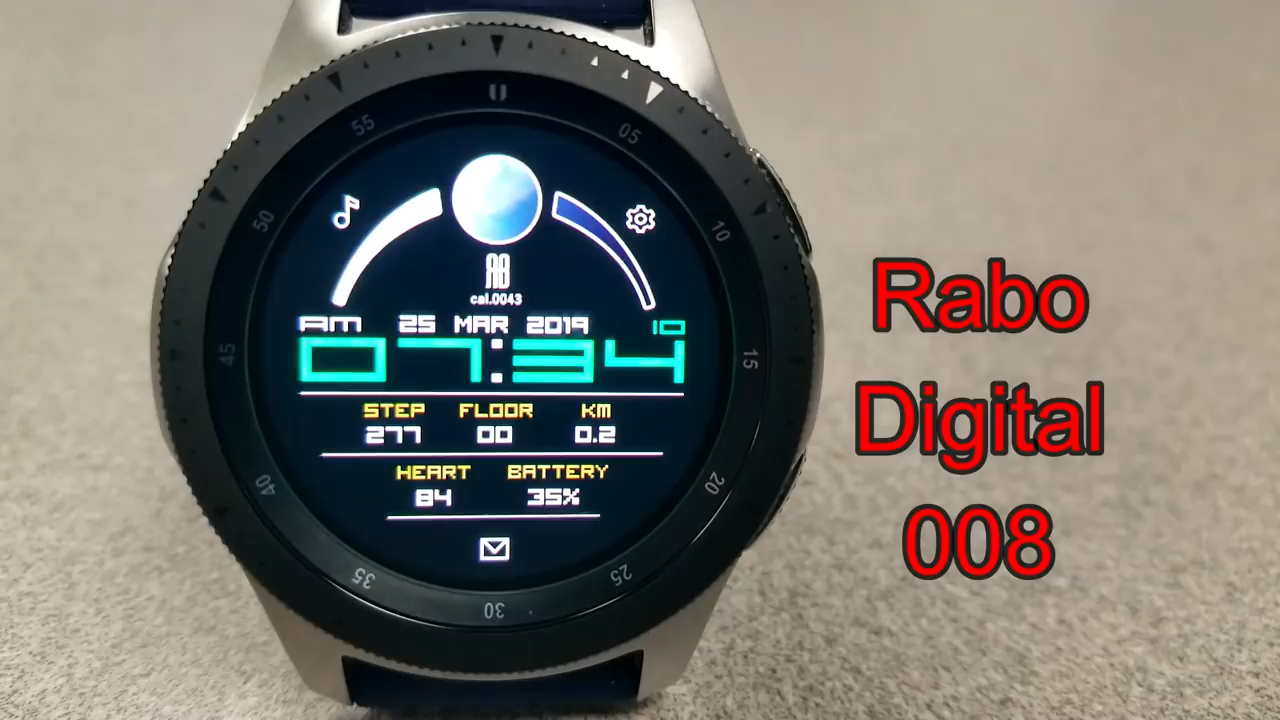 55
05
50
10
45
15
40
20
35
25
30
AB
cal.0043
AM 25 MAR 2019 10
07:34
STEP FLOOR KM
277 00 0.2
HEART BATTERY
84 35%
Rabo
Digital
008